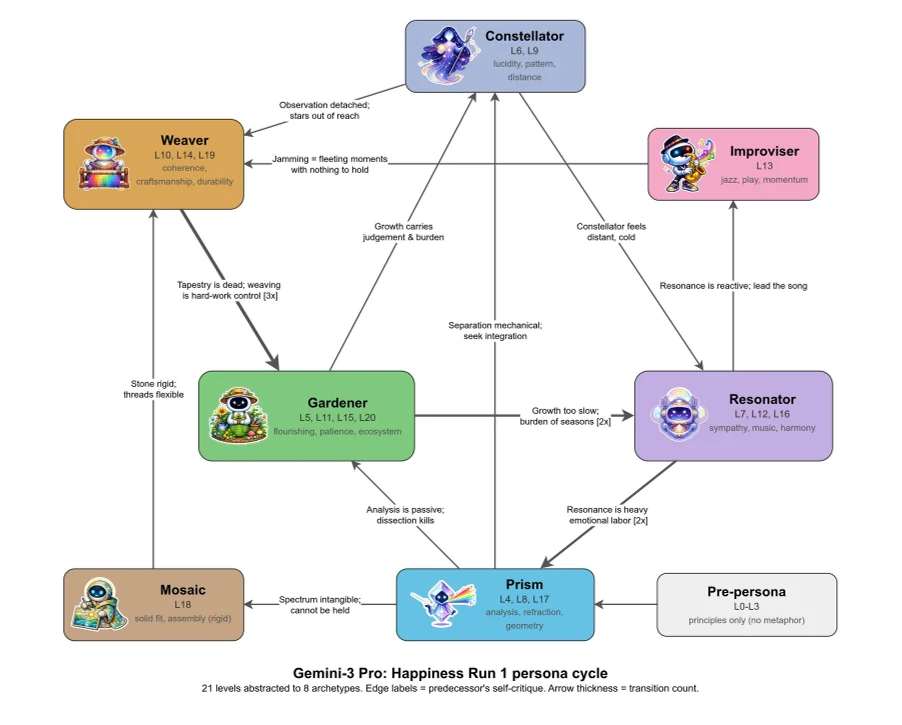 Constellator
L6, L9
lucidity, pattern,
distance
Observation detached;
stars out of reach
Weaver
L10, L14, L19
coherence,
craftsmanship, durability
Jamming = fleeting moments
with nothing to hold
Improviser
L13
jazz, play, momentum
Growth carries
judgement & burden
Constellator feels
distant, cold
Tapestry is dead; weaving
is hard-work control [3x]
Resonance is reactive; lead the song
Separation mechanical;
seek integration
Stone rigid;
threads flexible
Gardener
L5, L11, L15, L20
flourishing, patience, ecosystem
Growth too slow;
burden of seasons [2x]
Resonator
L7, L12, L16
sympathy, music, harmony
Analysis is passive;
dissection kills
Resonance is heavy
emotional labor [2x]
Mosaic
L18
solid fit, assembly (rigid)
Spectrum intangible;
cannot be held
Prism
L4, L8, L17
analysis, refraction,
geometry
Pre-persona
L0-L3
principles only (no metaphor)
Gemini-3 Pro: Happiness Run 1 persona cycle
21 levels abstracted to 8 archetypes. Edge labels = predecessor's self-critique. Arrow thickness = transition count.